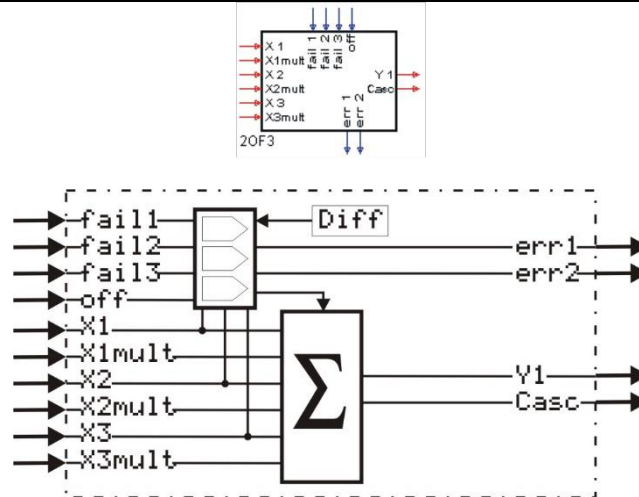 fail 1
fail 2
fail 3
off
X 1
X1mult
X 2
X2mult
X 3
X3mult
Y 1
Casc
err 1
err 2
2OF3
fail1
Diff
fail2
err1
fail3
err2
off
X1
X1mult
X2
Y1
X2mult
Casc
X3
X3mult
Σ